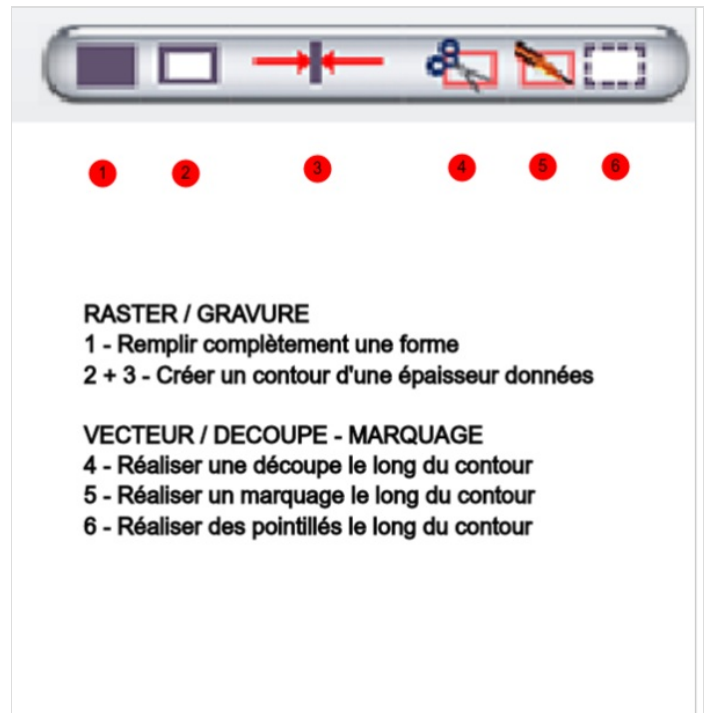 1 2 3 4 5 6
RASTER / GRAVURE
1 - Remplir complètement une forme
2 + 3 - Créer un contour d'une épaisseur données
VECTEUR / DECOUPE - MARQUAGE
4 - Réaliser une découpe le long du contour
5 - Réaliser un marquage le long du contour
6 - Réaliser des pointillés le long du contour